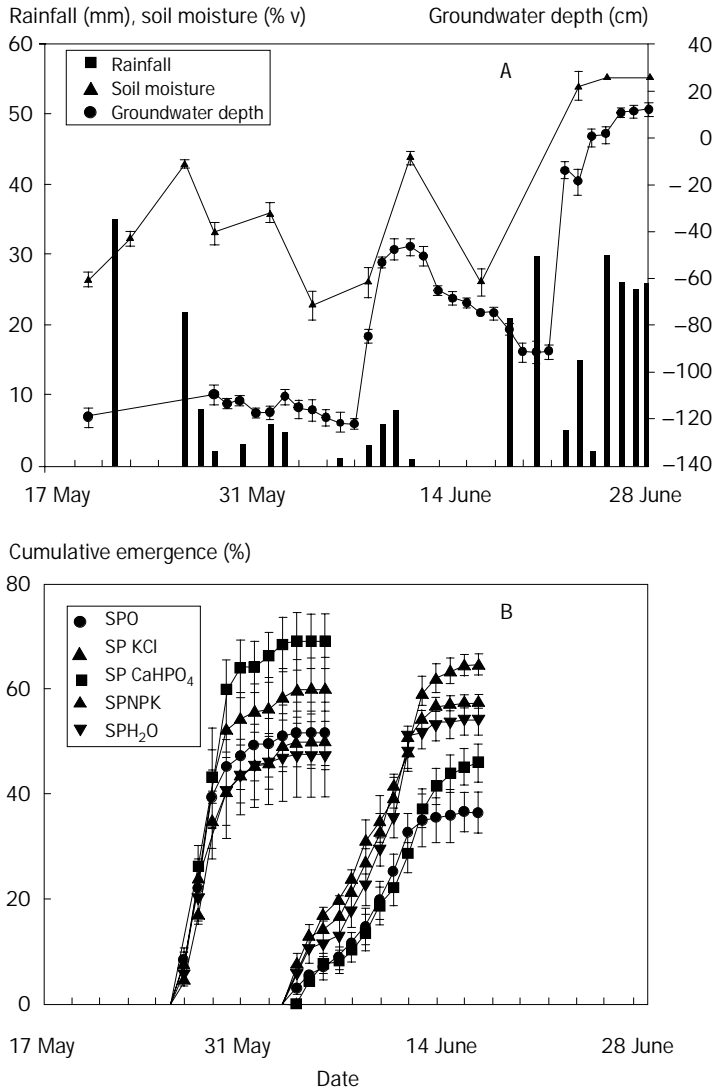 Rainfall (mm), soil moisture (% v) Groundwater depth (cm)
60 40
A
Rainfall
Soil moisture
Groundwater depth
50 20
0
40 – 20
– 40
30 – 60
20 – 80
– 100
10 – 120
0 – 140
17 May 31 May 14 June 28 June
Cumulative emergence (%)
80
B
SPO
SP KCl
SP CaHPO4
SPNPK
SPH2O
60
40
20
0
17 May 31 May 14 June 28 June
Date